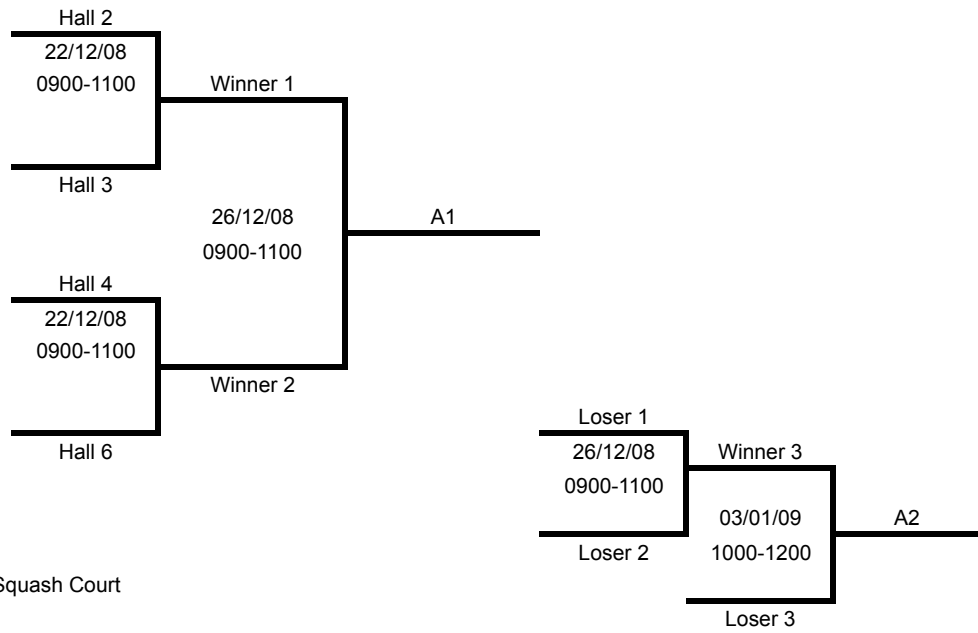 Hall 2
22/12/08
0900-1100
Winner 1
Hall 3
26/12/08
0900-1100
A1
Hall 4
22/12/08
0900-1100
Winner 2
Hall 6
Loser 1
26/12/08
0900-1100
Winner 3
Loser 2
03/01/09
1000-1200
A2
Loser 3
Squash Court